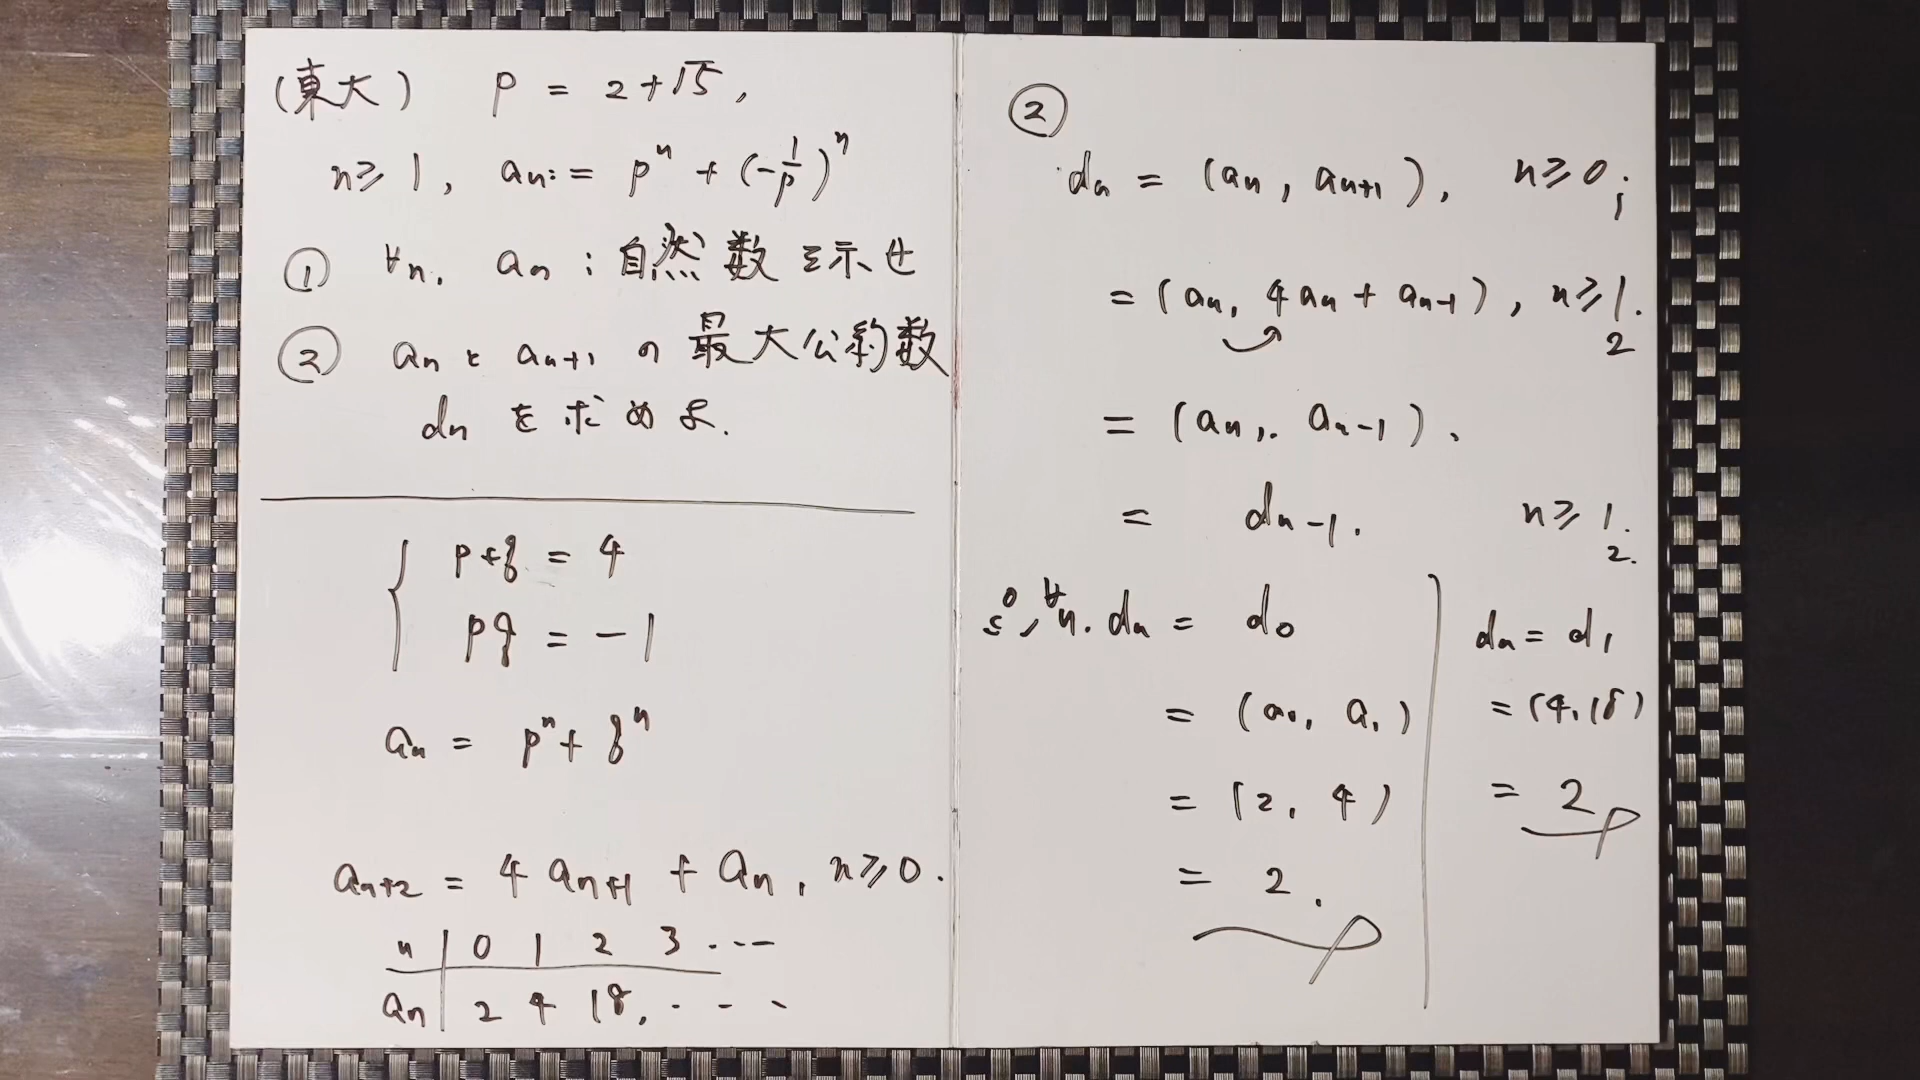 (東大) p = 2+√5,
n≥1, an := p^n + (-1/p)^n
① ∀n, an : 自然数を示せ
② an と an+1 の 最大公約数
dn を求めよ.
{ p+q = 4
pq = -1
an = p^n + q^n
an+2 = 4 an+1 + an, n≥0.
n | 0 1 2 3 ...
an | 2 4 18, ...
②
dn = (an, an+1), n≥0;
= (an, 4an + an-1), n≥1.
2
= (an, an-1).
= dn-1. n≥1.
2.
so, ∀n. dn = d0
= (a0, a1)
= (2, 4)
= 2.
dn = d1
= (4, 18)
= 2